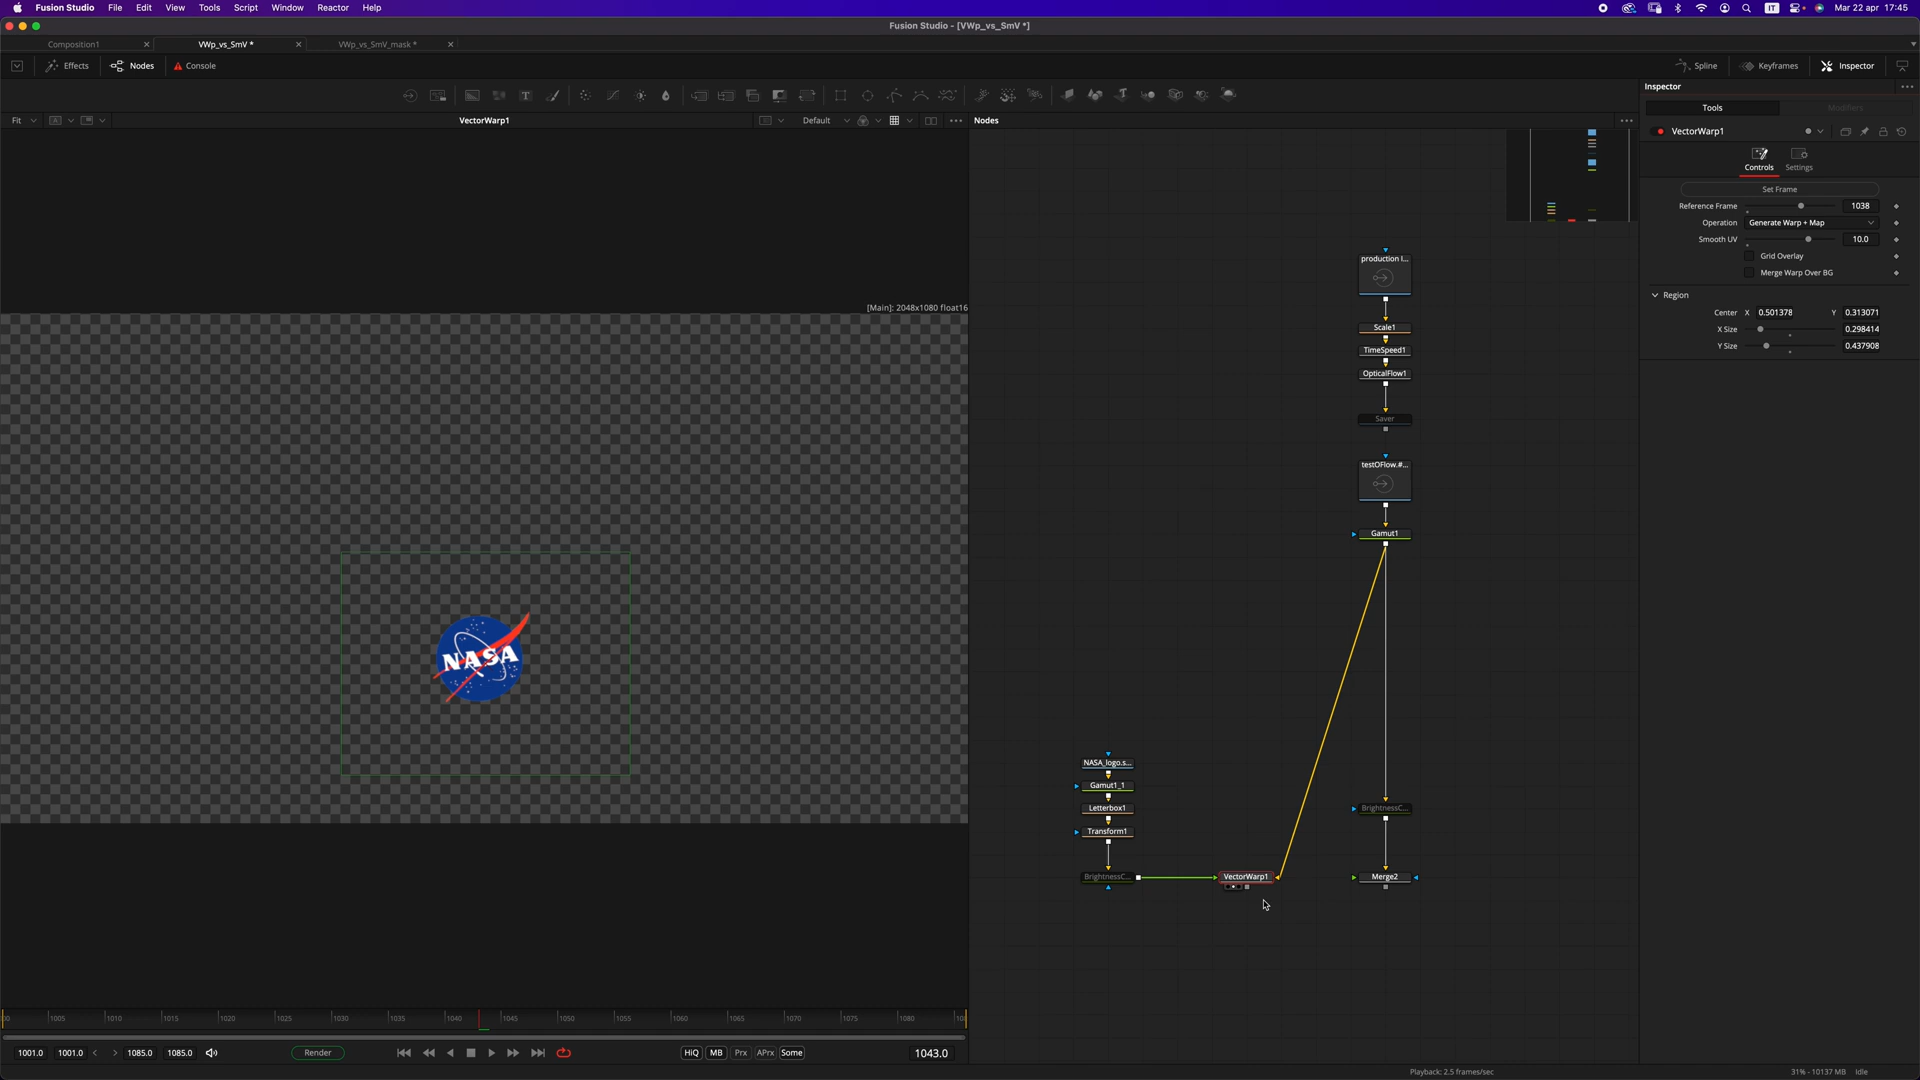 Fusion Studio File Edit View Tools Script Window Reactor Help
IT Mar 22 apr 17:45
Fusion Studio - [VWp_vs_SmV *]
Composition1 VWp_vs_SmV * VWp_vs_SmV_mask *
Effects Nodes Console Spline Keyframes Inspector
Fit VectorWarp1 Default
Nodes
[Main]: 2048x1080 float16
NASA
production l...
Scale1
TimeSpeed1
OpticalFlow1
Saver
testOFlow.#...
Gamut1
NASA_logo.s...
Gamut1_1
Letterbox1
Transform1
BrightnessC...
VectorWarp1
BrightnessC...
Merge2
Inspector
Tools Modifiers
VectorWarp1
Controls Settings
Set Frame
Reference Frame 1038
Operation Generate Warp + Map
Smooth UV 10.0
Grid Overlay
Merge Warp Over BG
Region
Center X 0.501378 Y 0.313071
X Size 0.298414
Y Size 0.437908
1005 1010 1015 1020 1025 1030 1035 1040 1045 1050 1055 1060 1065 1070 1075 1080
1001.0 1001.0 1085.0 1085.0 Render HiQ MB Prx APrx Some 1043.0
Playback: 2,5 frames/sec 31% - 10137 MB Idle